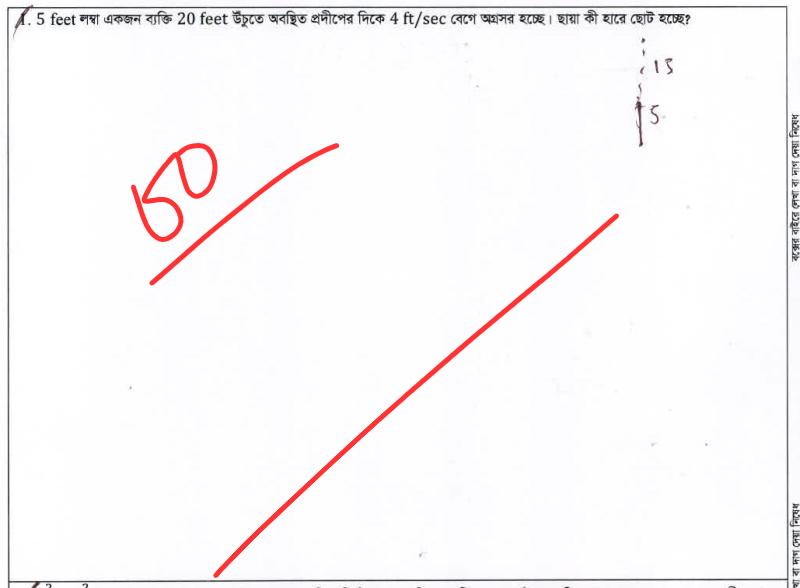 1. 5 feet লম্বা একজন ব্যক্তি 20 feet উঁচুতে অবস্থিত প্রদীপের দিকে 4 ft/sec বেগে অগ্রসর হচ্ছে। ছায়া কী হারে ছোট হচ্ছে?
15
5
বক্সের বাইরে লেখা বা দাগ দেয়া নিষেধ
বা দাগ দেয়া নিষেধ